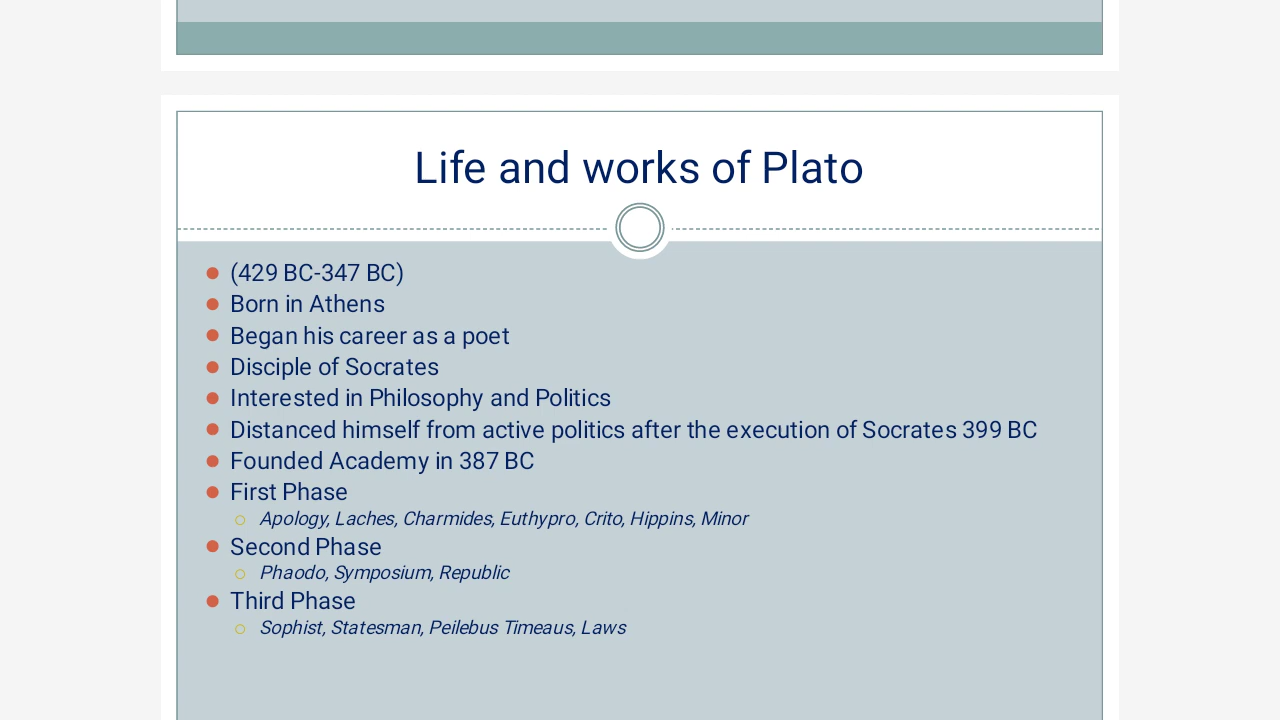 Life and works of Plato
(429 BC-347 BC)
Born in Athens
Began his career as a poet
Disciple of Socrates
Interested in Philosophy and Politics
Distanced himself from active politics after the execution of Socrates 399 BC
Founded Academy in 387 BC
First Phase
Apology, Laches, Charmides, Euthypro, Crito, Hippins, Minor
Second Phase
Phaodo, Symposium, Republic
Third Phase
Sophist, Statesman, Peilebus Timeaus, Laws